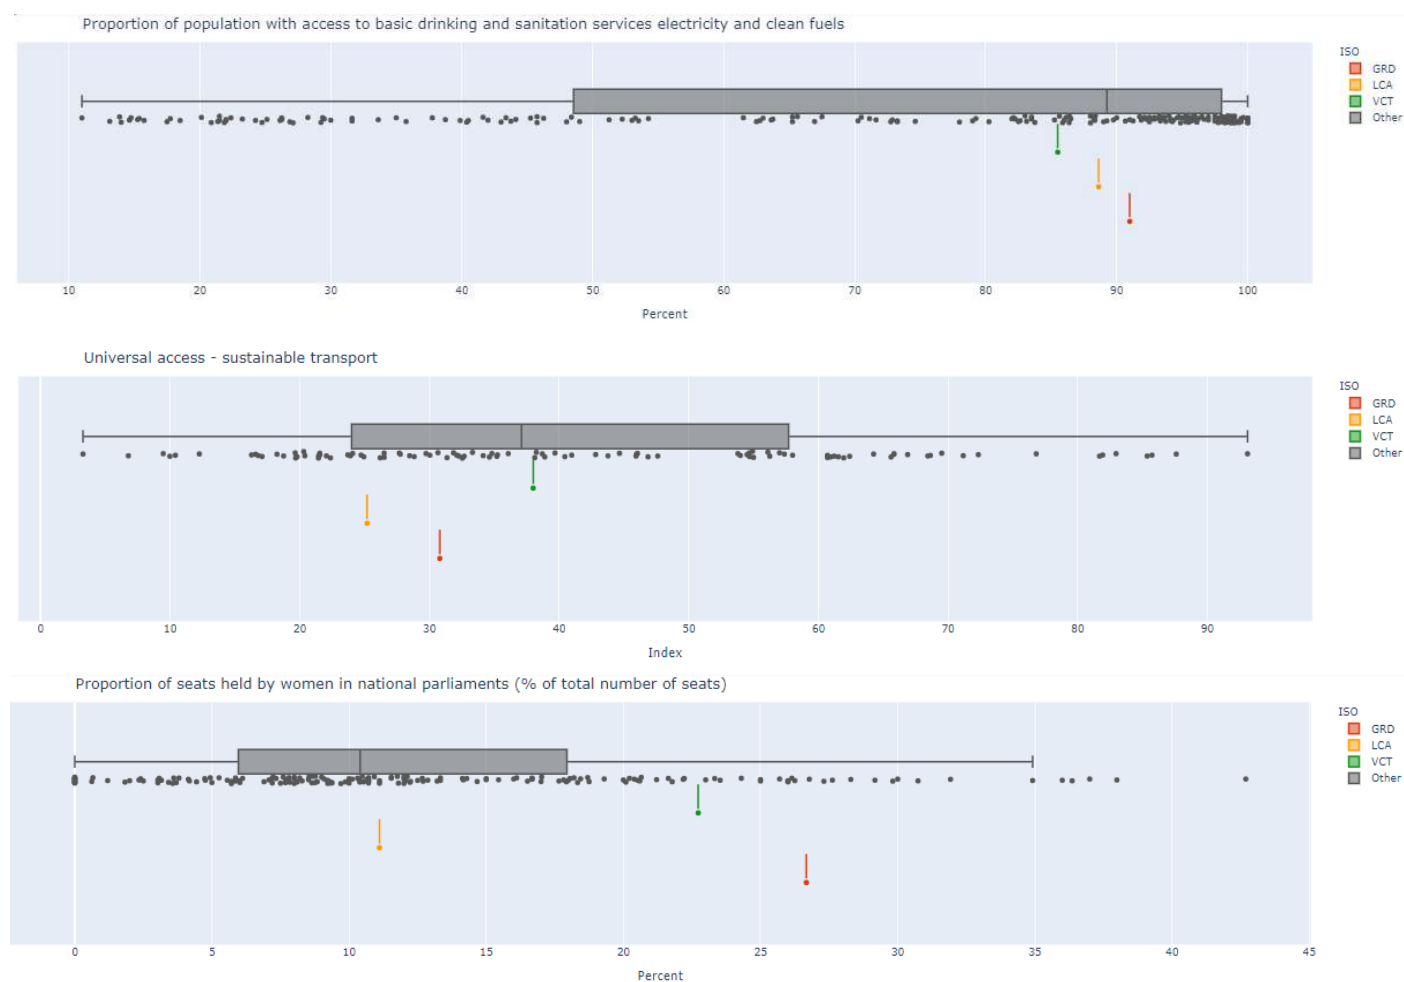 Proportion of population with access to basic drinking and sanitation services electricity and clean fuels
ISO
GRD
LCA
VCT
Other
10 20 30 40 50 60 70 80 90 100
Percent
Universal access - sustainable transport
ISO
GRD
LCA
VCT
Other
0 10 20 30 40 50 60 70 80 90
Index
Proportion of seats held by women in national parliaments (% of total number of seats)
ISO
GRD
LCA
VCT
Other
0 5 10 15 20 25 30 35 40 45
Percent